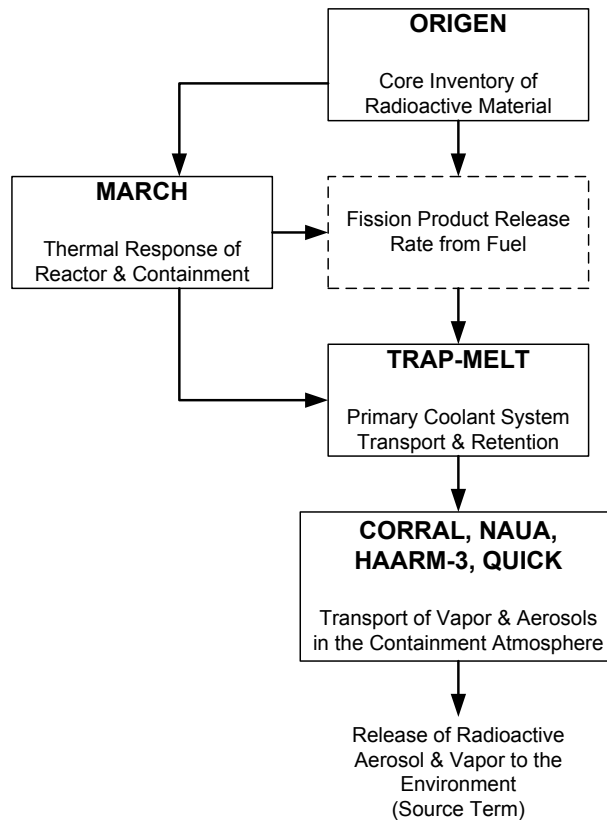 ORIGEN
Core Inventory of
Radioactive Material
MARCH
Thermal Response of
Reactor & Containment
Fission Product Release
Rate from Fuel
TRAP-MELT
Primary Coolant System
Transport & Retention
CORRAL, NAUA,
HAARM-3, QUICK
Transport of Vapor & Aerosols
in the Containment Atmosphere
Release of Radioactive
Aerosol & Vapor to the
Environment
(Source Term)